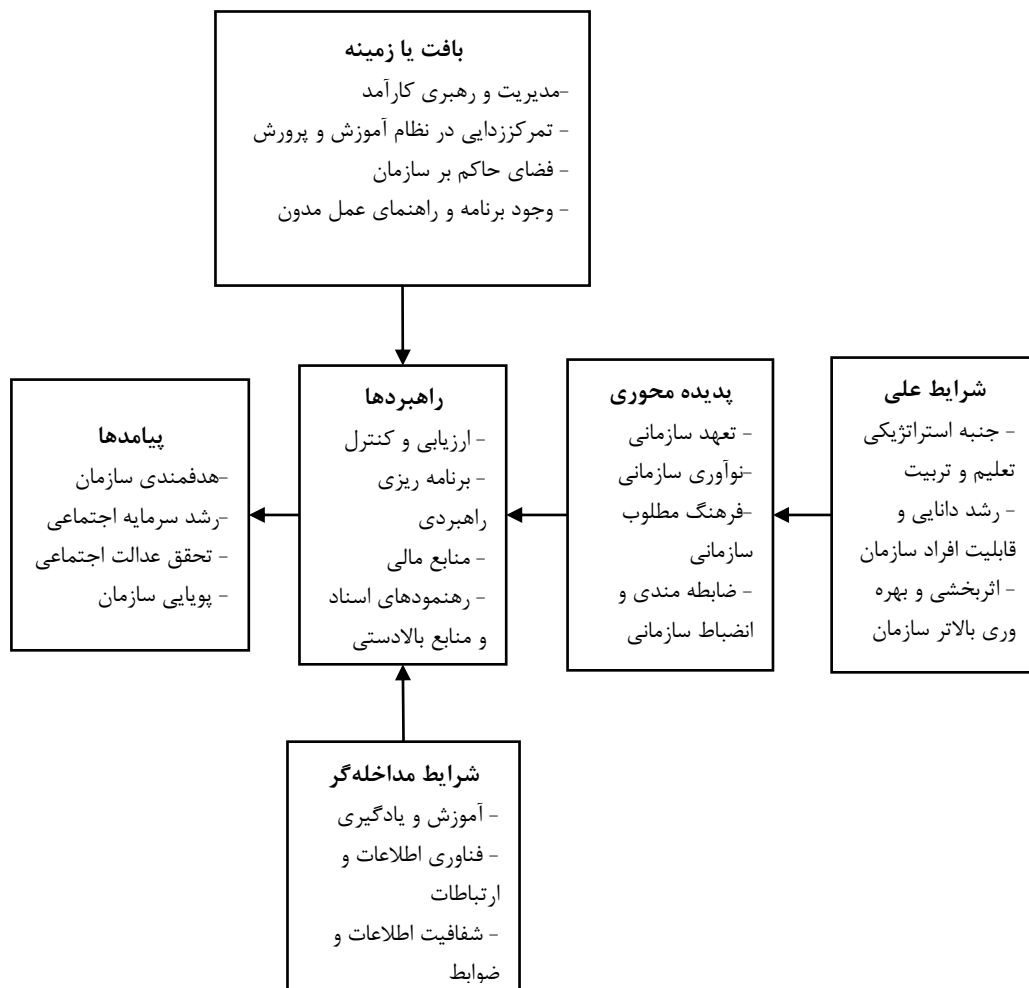 بافت یا زمینه
-مدیریت و رهبری کارآمد
- تمرکززدایی در نظام آموزش و پرورش
- فضای حاکم بر سازمان
- وجود برنامه و راهنمای عمل مدون
شرایط علی
- جنبه استراتژیکی
تعلیم و تربیت
- رشد دانایی و
قابلیت افراد سازمان
- اثربخشی و بهره
وری بالاتر سازمان
پدیده محوری
- تعهد سازمانی
-نوآوری سازمانی
-فرهنگ مطلوب
سازمانی
- ضابطه مندی و
انضباط سازمانی
راهبردها
- ارزیابی و کنترل
- برنامه ریزی
راهبردی
- منابع مالی
- رهنمودهای اسناد
و منابع بالادستی
پیامدها
-هدفمندی سازمان
-رشد سرمایه اجتماعی
- تحقق عدالت اجتماعی
- پویایی سازمان
شرایط مداخله‌گر
- آموزش و یادگیری
- فناوری اطلاعات و
ارتباطات
- شفافیت اطلاعات و
ضوابط